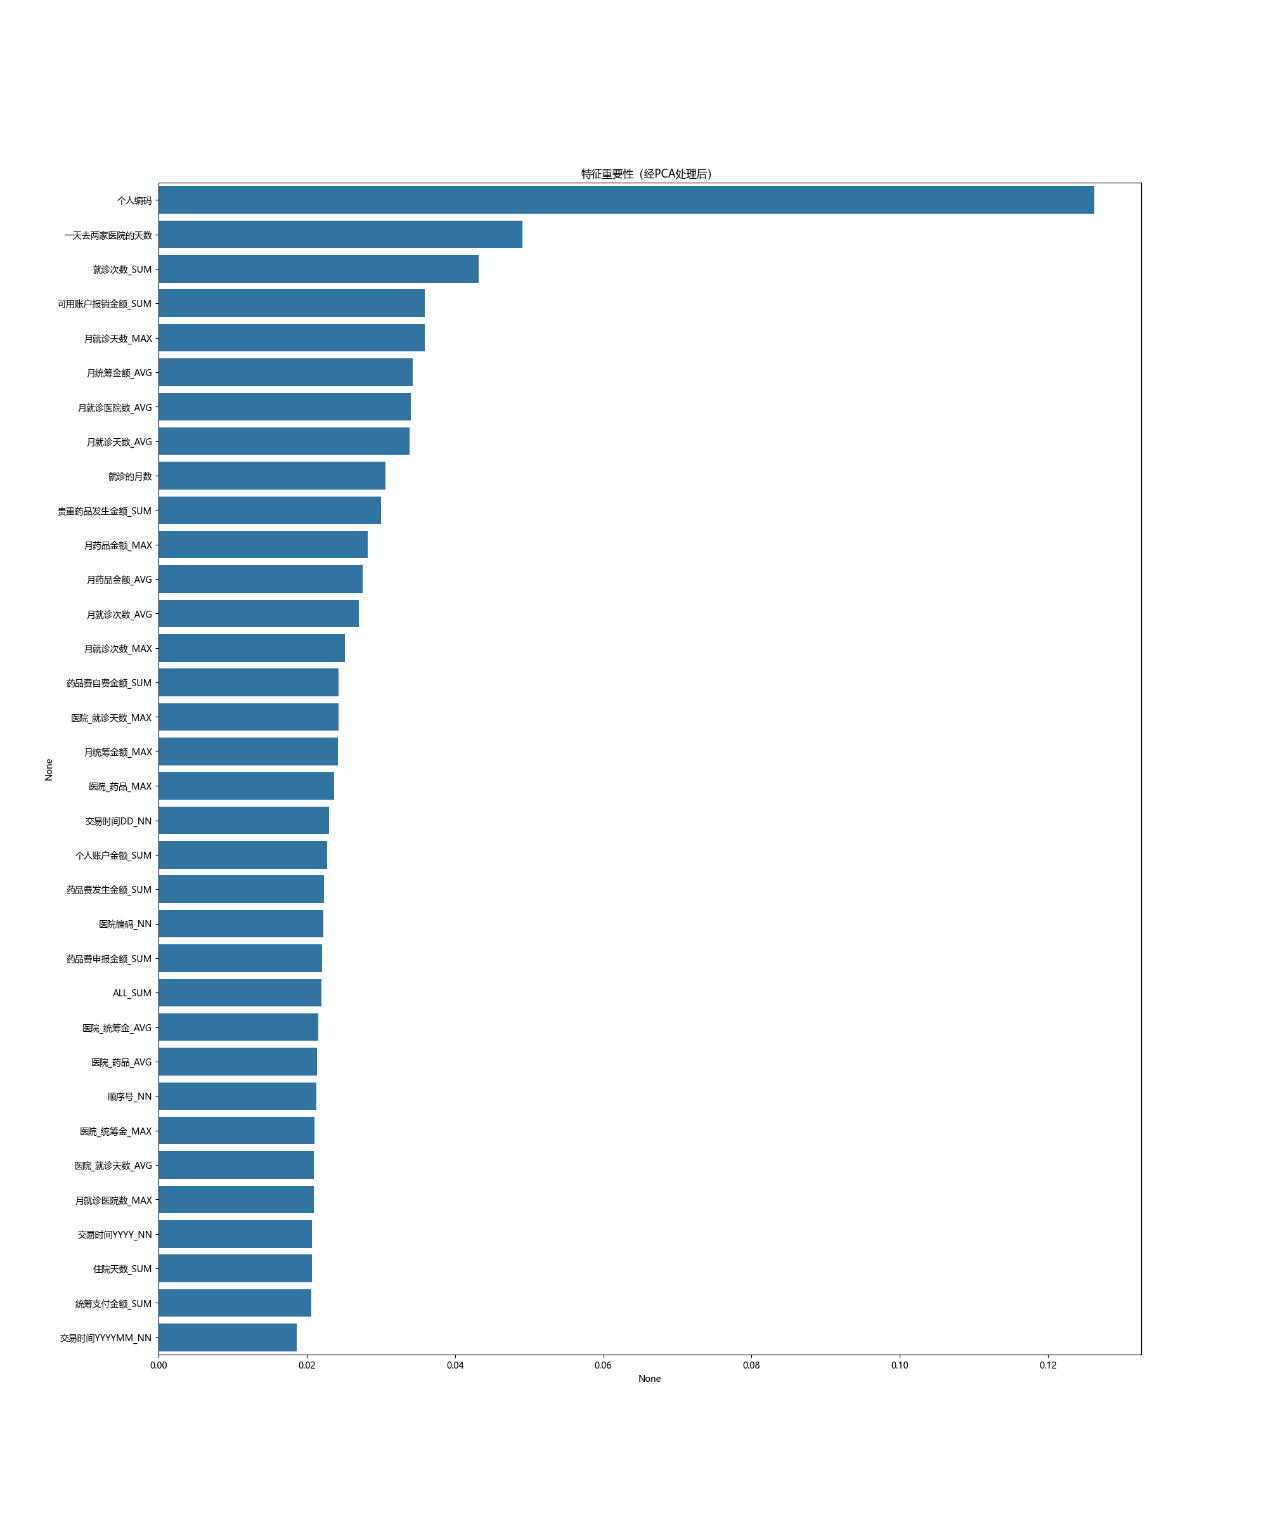 特征重要性（经PCA处理后）
个人编码
一天去两家医院的天数
就诊次数_SUM
可用账户报销金额_SUM
月就诊天数_MAX
月统筹金额_AVG
月就诊医院数_AVG
月就诊天数_AVG
就诊的月数
贵重药品发生金额_SUM
月药品金额_MAX
月药品金额_AVG
月就诊次数_AVG
月就诊次数_MAX
药品费自费金额_SUM
医院_就诊天数_MAX
月统筹金额_MAX
医院_药品_MAX
交易时间DD_NN
个人账户金额_SUM
药品费发生金额_SUM
医院编码_NN
药品费申报金额_SUM
ALL_SUM
医院_统筹金_AVG
医院_药品_AVG
顺序号_NN
医院_统筹金_MAX
医院_就诊天数_AVG
月就诊医院数_MAX
交易时间YYYY_NN
住院天数_SUM
统筹支付金额_SUM
交易时间YYYYMM_NN
None
0.00 0.02 0.04 0.06 0.08 0.10 0.12
None